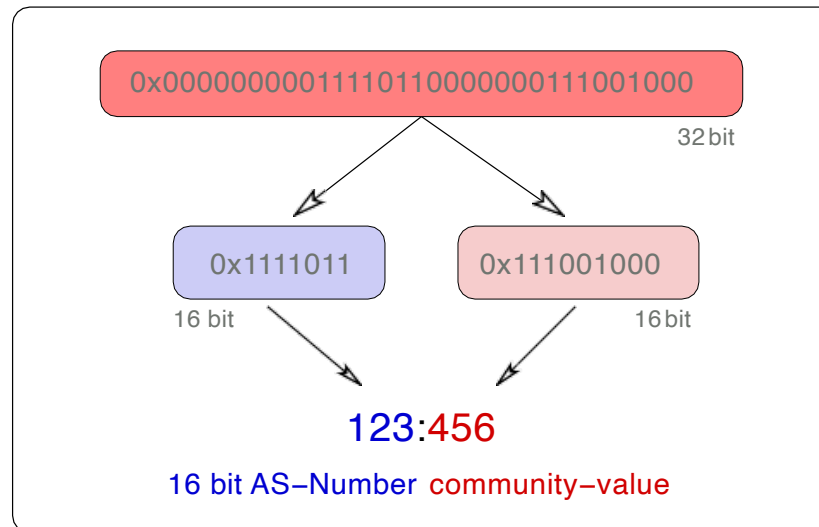 0x00000000011110110000000111001000
32bit
0x1111011 0x111001000
16 bit 16bit
123:456
16 bit AS–Number community–value